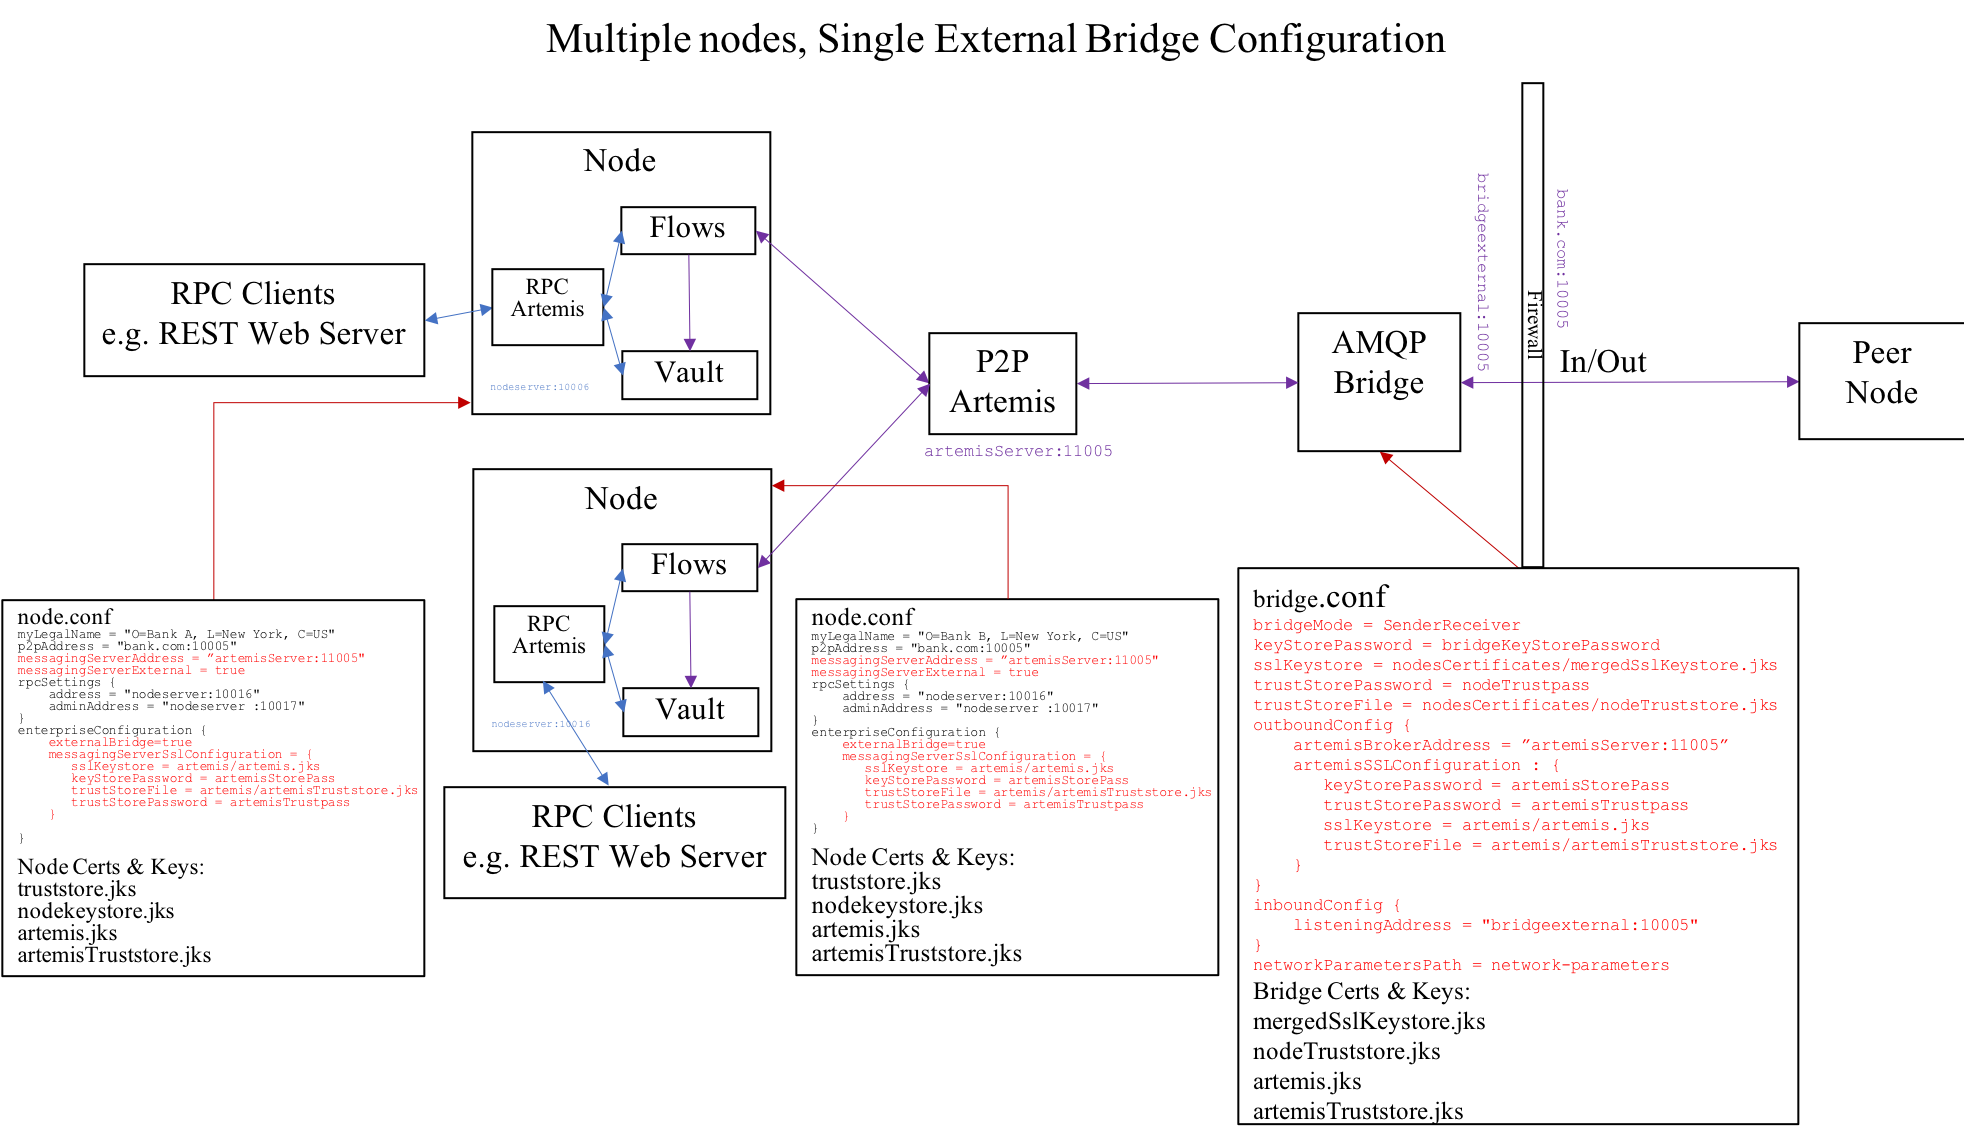 Multiple nodes, Single External Bridge Configuration
Node
Flows
RPC
Artemis
Vault
nodeserver:10006
RPC Clients
e.g. REST Web Server
P2P
Artemis
artemisServer:11005
AMQP
Bridge
bridgeexternal:10005
Firewall
bank.com:10005
In/Out
Peer
Node
Node
Flows
RPC
Artemis
Vault
nodeserver:10016
RPC Clients
e.g. REST Web Server
node.conf
myLegalName = "O=Bank A, L=New York, C=US"
p2pAddress = "bank.com:10005"
messagingServerAddress = ”artemisServer:11005"
messagingServerExternal = true
rpcSettings {
address = "nodeserver:10016"
adminAddress = "nodeserver :10017"
}
enterpriseConfiguration {
externalBridge=true
messagingServerSslConfiguration = {
sslKeystore = artemis/artemis.jks
keyStorePassword = artemisStorePass
trustStoreFile = artemis/artemisTruststore.jks
trustStorePassword = artemisTrustpass
}
}
Node Certs & Keys:
truststore.jks
nodekeystore.jks
artemis.jks
artemisTruststore.jks
node.conf
myLegalName = "O=Bank B, L=New York, C=US"
p2pAddress = "bank.com:10005"
messagingServerAddress = ”artemisServer:11005"
messagingServerExternal = true
rpcSettings {
address = "nodeserver:10016"
adminAddress = "nodeserver :10017"
}
enterpriseConfiguration {
externalBridge=true
messagingServerSslConfiguration = {
sslKeystore = artemis/artemis.jks
keyStorePassword = artemisStorePass
trustStoreFile = artemis/artemisTruststore.jks
trustStorePassword = artemisTrustpass
}
}
Node Certs & Keys:
truststore.jks
nodekeystore.jks
artemis.jks
artemisTruststore.jks
bridge.conf
bridgeMode = SenderReceiver
keyStorePassword = bridgeKeyStorePassword
sslKeystore = nodesCertificates/mergedSslKeystore.jks
trustStorePassword = nodeTrustpass
trustStoreFile = nodesCertificates/nodeTruststore.jks
outboundConfig {
artemisBrokerAddress = ”artemisServer:11005”
artemisSSLConfiguration : {
keyStorePassword = artemisStorePass
trustStorePassword = artemisTrustpass
sslKeystore = artemis/artemis.jks
trustStoreFile = artemis/artemisTruststore.jks
}
}
inboundConfig {
listeningAddress = "bridgeexternal:10005"
}
networkParametersPath = network-parameters
Bridge Certs & Keys:
mergedSslKeystore.jks
nodeTruststore.jks
artemis.jks
artemisTruststore.jks